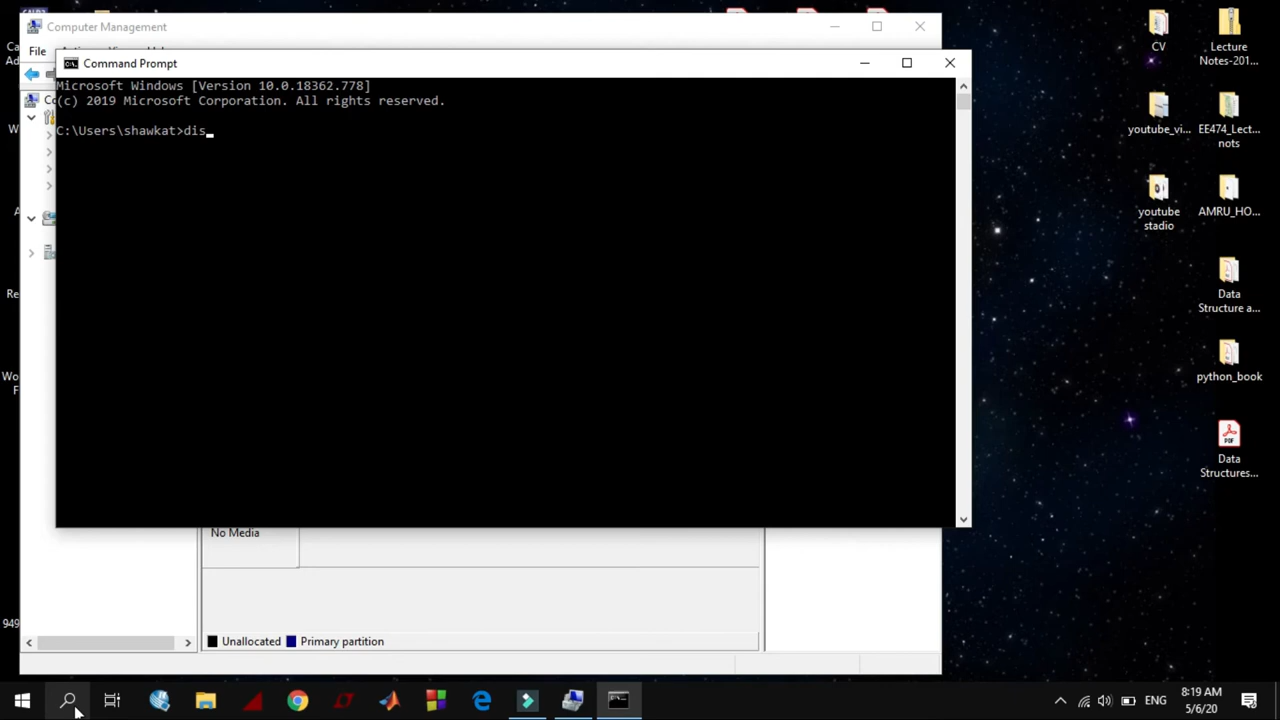 Computer Management
File
Command Prompt
Microsoft Windows [Version 10.0.18362.778]
(c) 2019 Microsoft Corporation. All rights reserved.
C:\Users\shawkat>dis
No Media
Unallocated
Primary partition
CV
Lecture
Notes-201...
youtube_vi...
EE474_Lect...
nots
youtube
stadio
AMRU_HO...
Data
Structure a...
python_book
Data
Structures...
ENG
8:19 AM
5/6/20